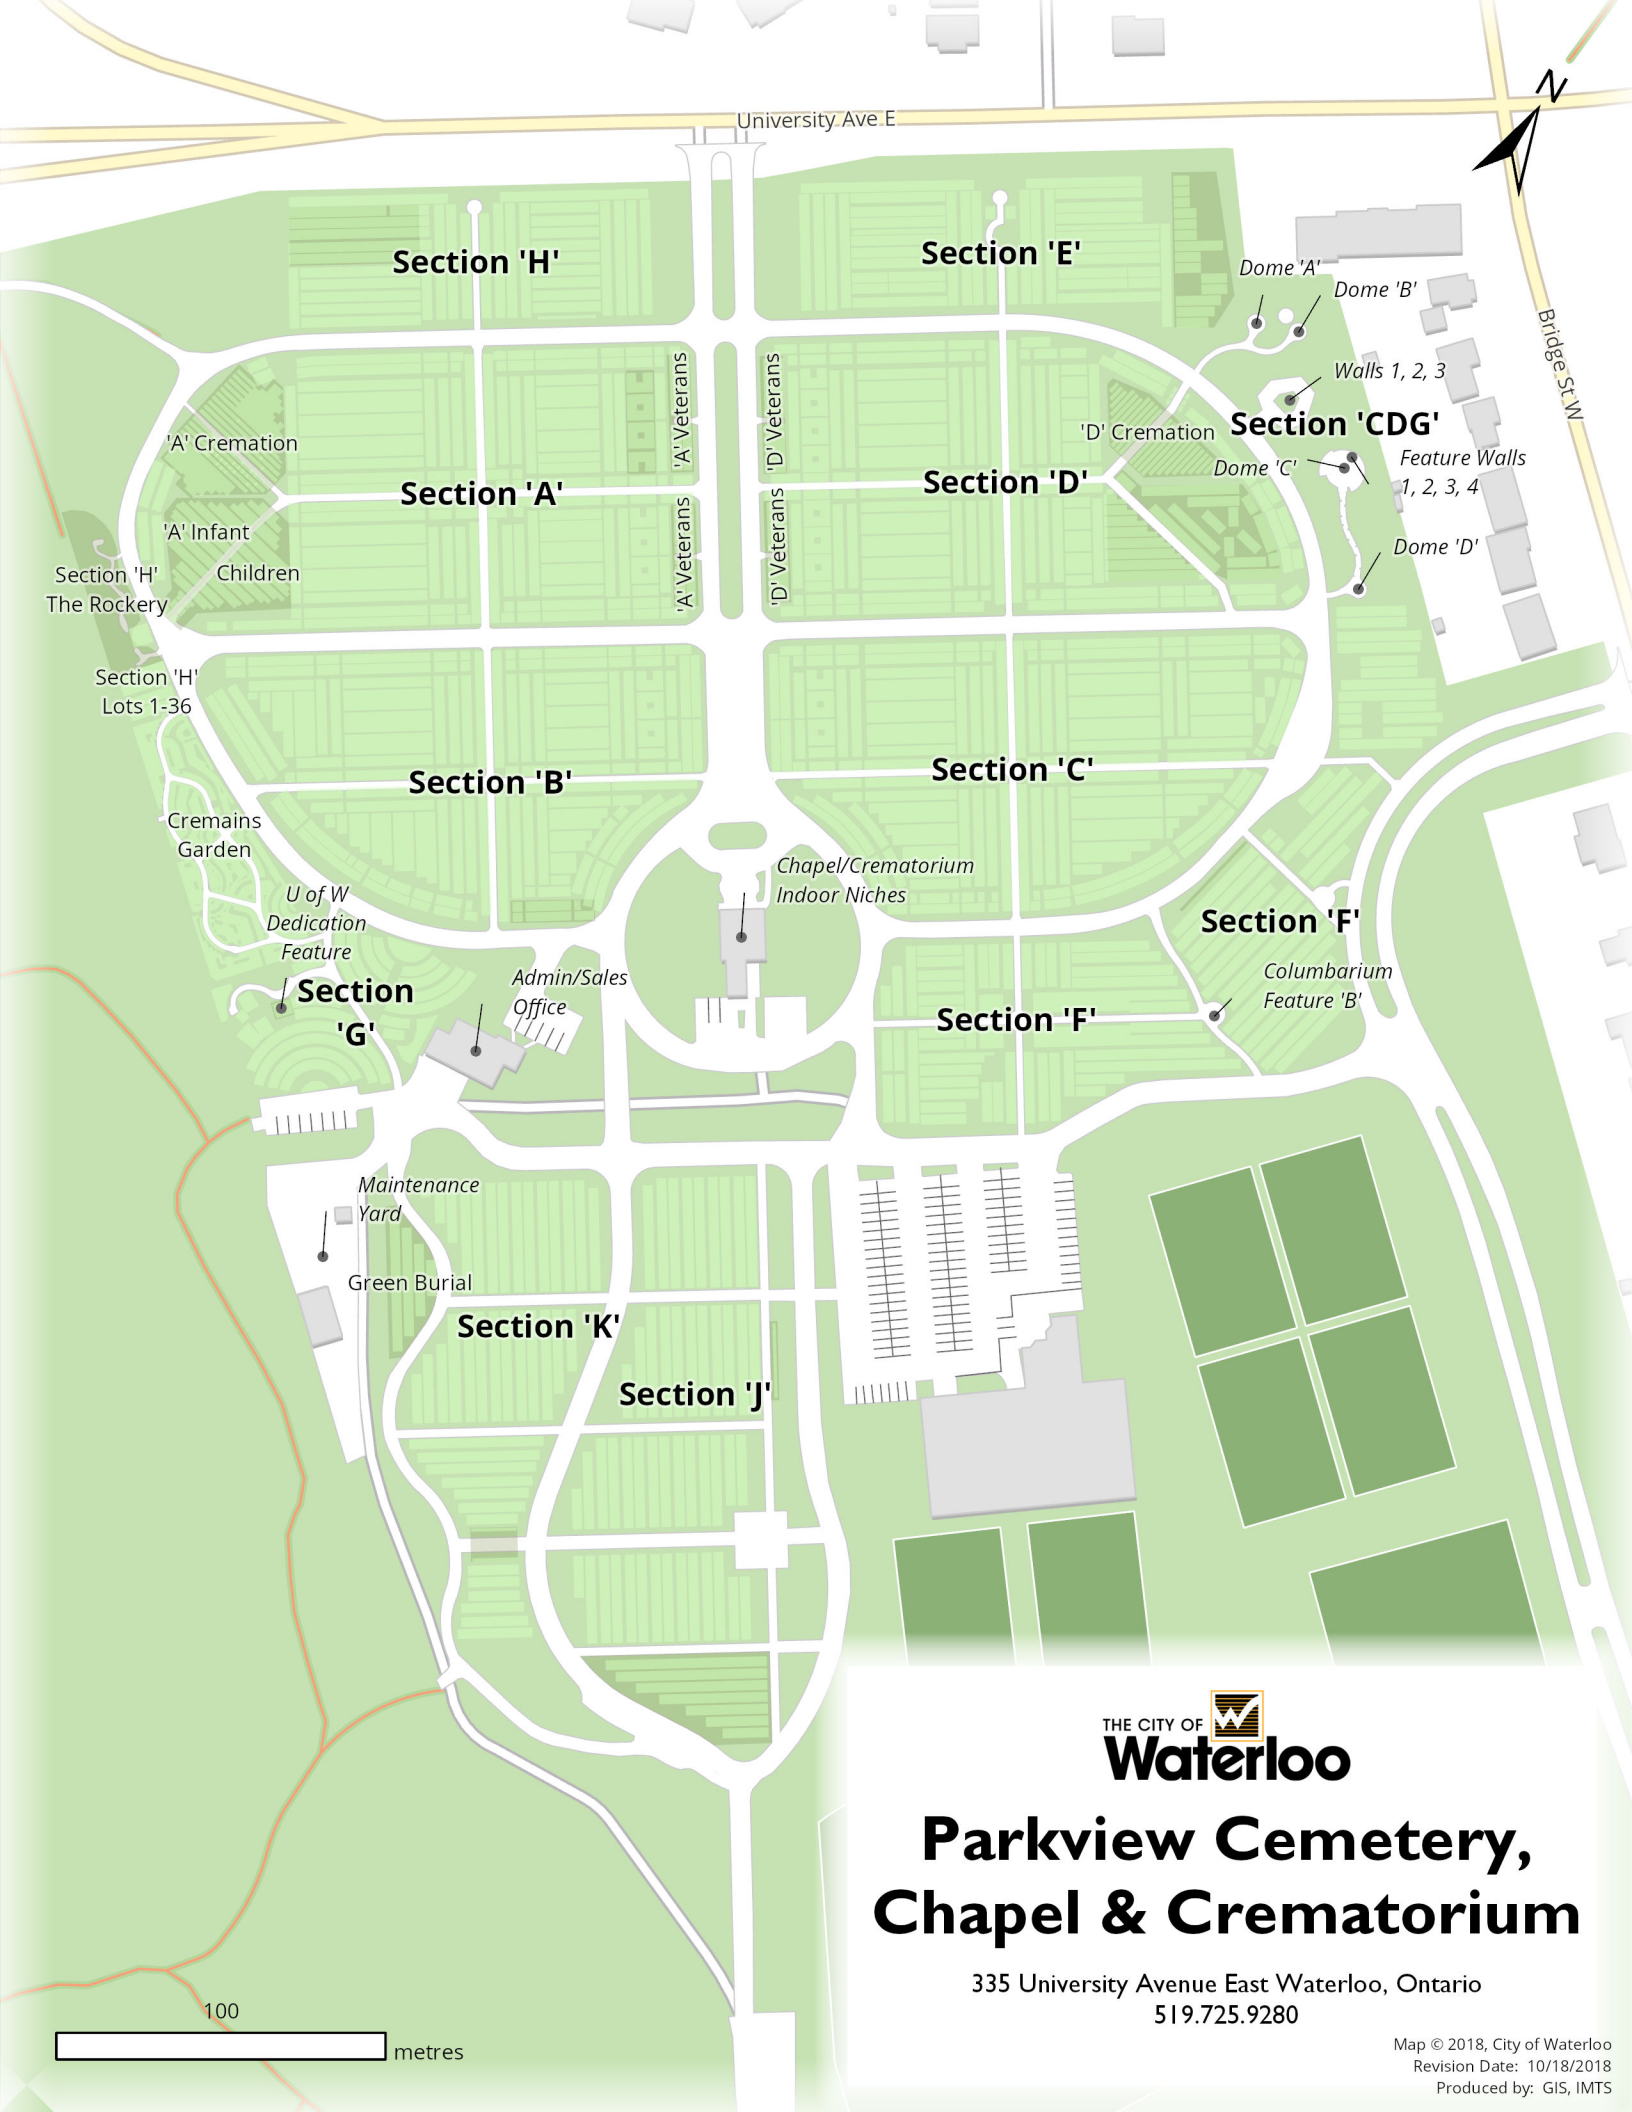 University Ave E
N
Section 'H'
Section 'E'
Dome 'A'
Dome 'B'
Bridge St W
Walls 1, 2, 3
'A' Veterans
'D' Veterans
Section 'CDG'
'A' Cremation
'D' Cremation
Dome 'C'
Feature Walls
1, 2, 3, 4
Section 'A'
Section 'D'
'A' Infant
'A' Veterans
'D' Veterans
Dome 'D'
Children
Section 'H'
The Rockery
Section 'H'
Lots 1-36
Section 'B'
Section 'C'
Cremains
Garden
Chapel/Crematorium
Indoor Niches
U of W
Dedication
Feature
Section 'F'
Section
'G'
Admin/Sales
Office
Columbarium
Feature 'B'
Section 'F'
Maintenance
Yard
Green Burial
Section 'K'
Section 'J'
THE CITY OF
Waterloo
Parkview Cemetery,
Chapel & Crematorium
335 University Avenue East Waterloo, Ontario
519.725.9280
100
metres
Map © 2018, City of Waterloo
Revision Date: 10/18/2018
Produced by: GIS, IMTS